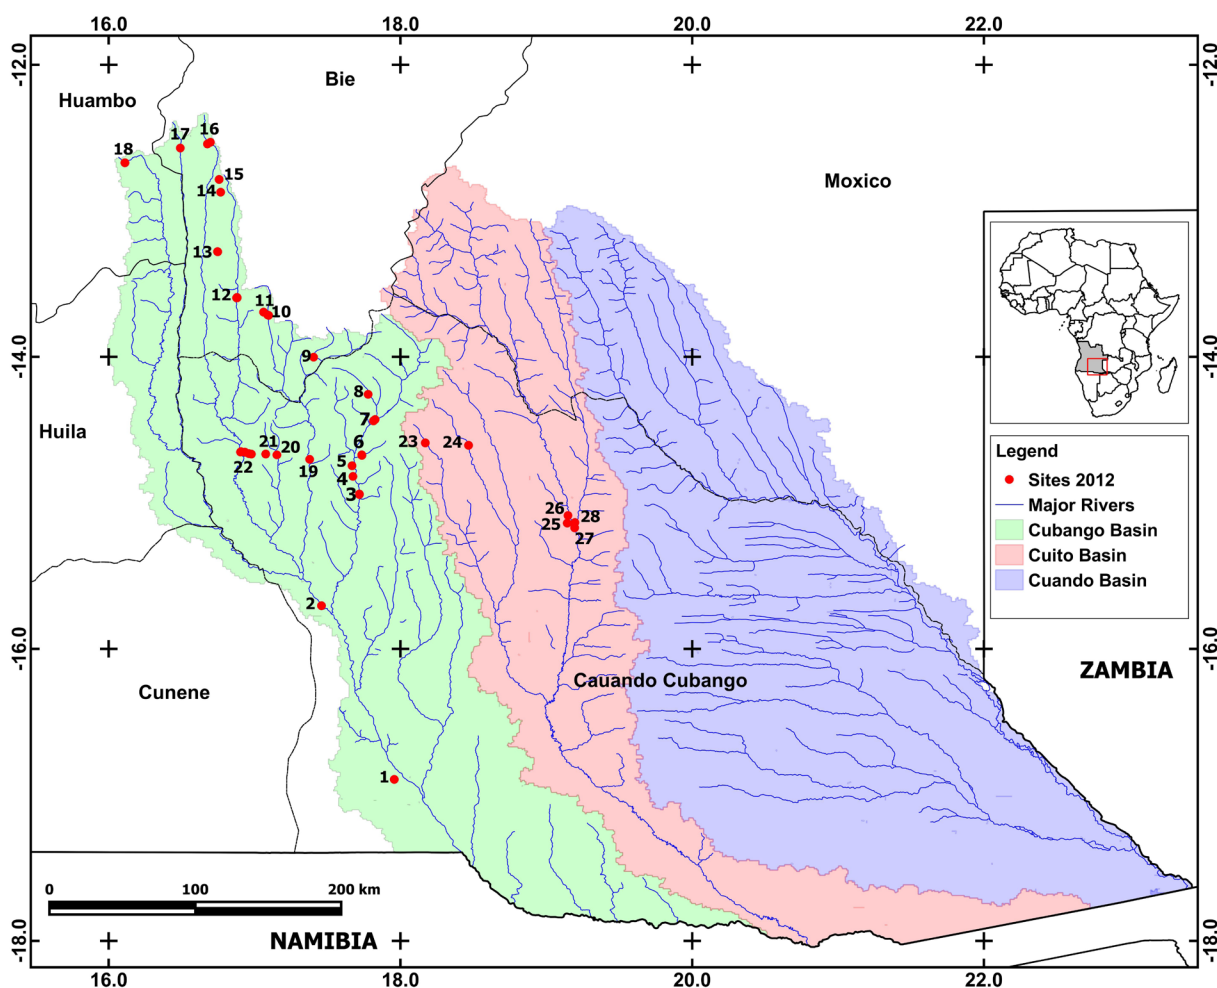 16.0 18.0 20.0 22.0
-12.0 -12.0
Bie
Huambo
17 16
18
15
14
Moxico
13
12
11
10
-14.0 -14.0
9
8
7
Huila
6
23 24
21
20
5
22
19
4
3
26 28
25
27
2
-16.0 -16.0
Cauando Cubango
ZAMBIA
Cunene
1
0 100 200 km
NAMIBIA
-18.0 -18.0
16.0 18.0 20.0 22.0
Legend
Sites 2012
Major Rivers
Cubango Basin
Cuito Basin
Cuando Basin